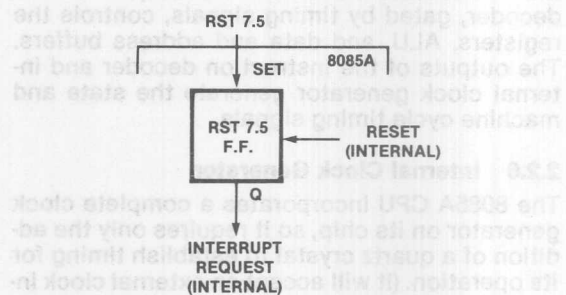 decoder, gated by timing signals, controls the
RST 7.5
registers, ALU, and data and address buffers.
8085A
The outputs of the instruction decoder and in-
SET
ternal clock generator generate the state and
machine cycle timing signals.
RST 7.5
F.F.
RESET
(INTERNAL)
2.2.6 Internal Clock Generator
Q
The 8085A CPU incorporates a complete clock
generator on its chip, so it requires only the ad-
dition of a quartz crystal to establish timing for
its operation. (It will accept an external clock in-
INTERRUPT
REQUEST
(INTERNAL)